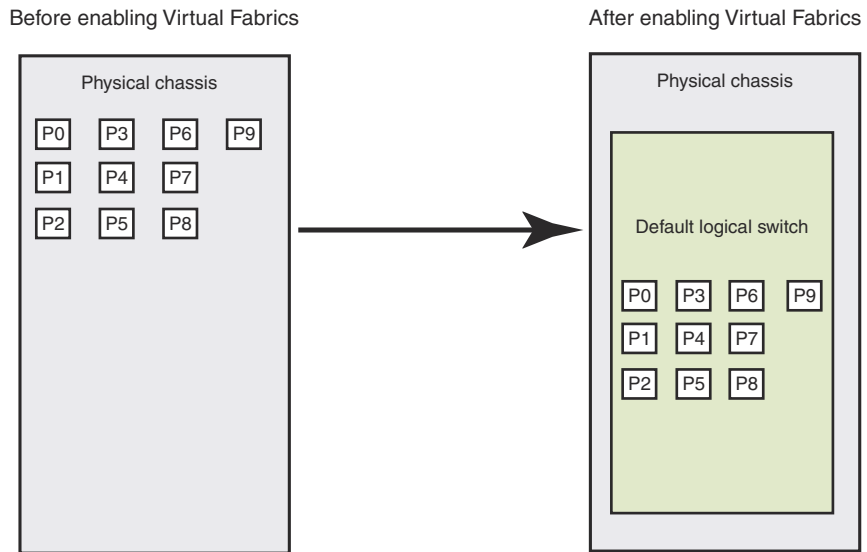 Before enabling Virtual Fabrics
Physical chassis
P0 P3 P6 P9
P1 P4 P7
P2 P5 P8
After enabling Virtual Fabrics
Physical chassis
Default logical switch
P0 P3 P6 P9
P1 P4 P7
P2 P5 P8